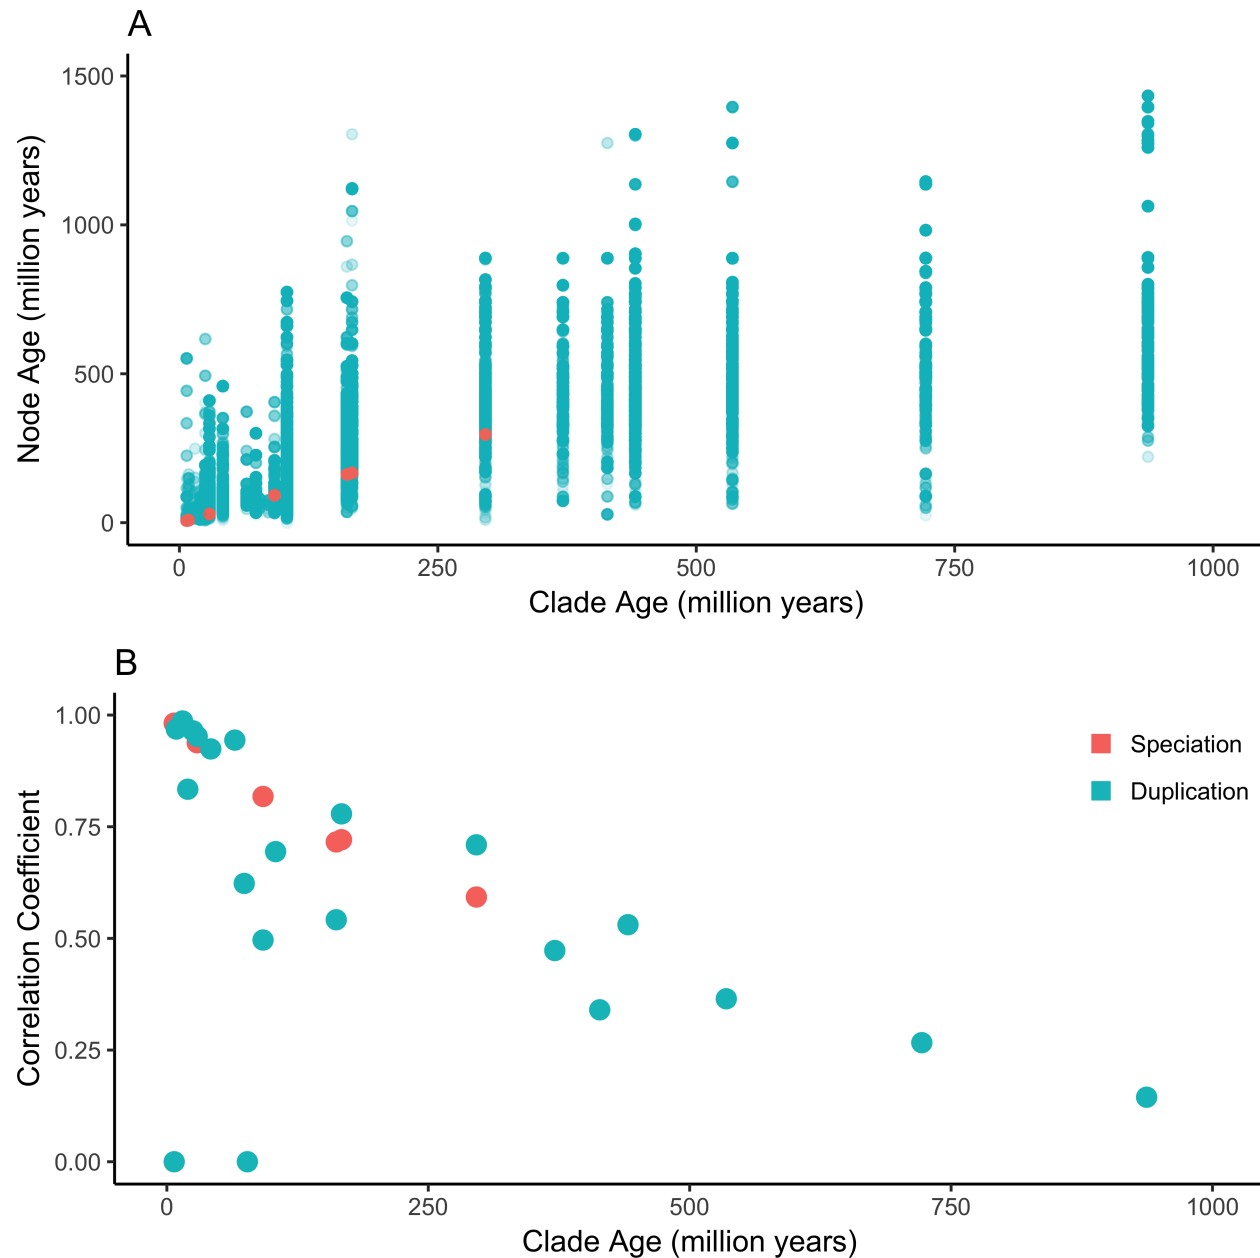 A
1500
1000
500
0
Node Age (million years)
0 250 500 750 1000
Clade Age (million years)
B
1.00
0.75
0.50
0.25
0.00
Correlation Coefficient
Speciation
Duplication
0 250 500 750 1000
Clade Age (million years)